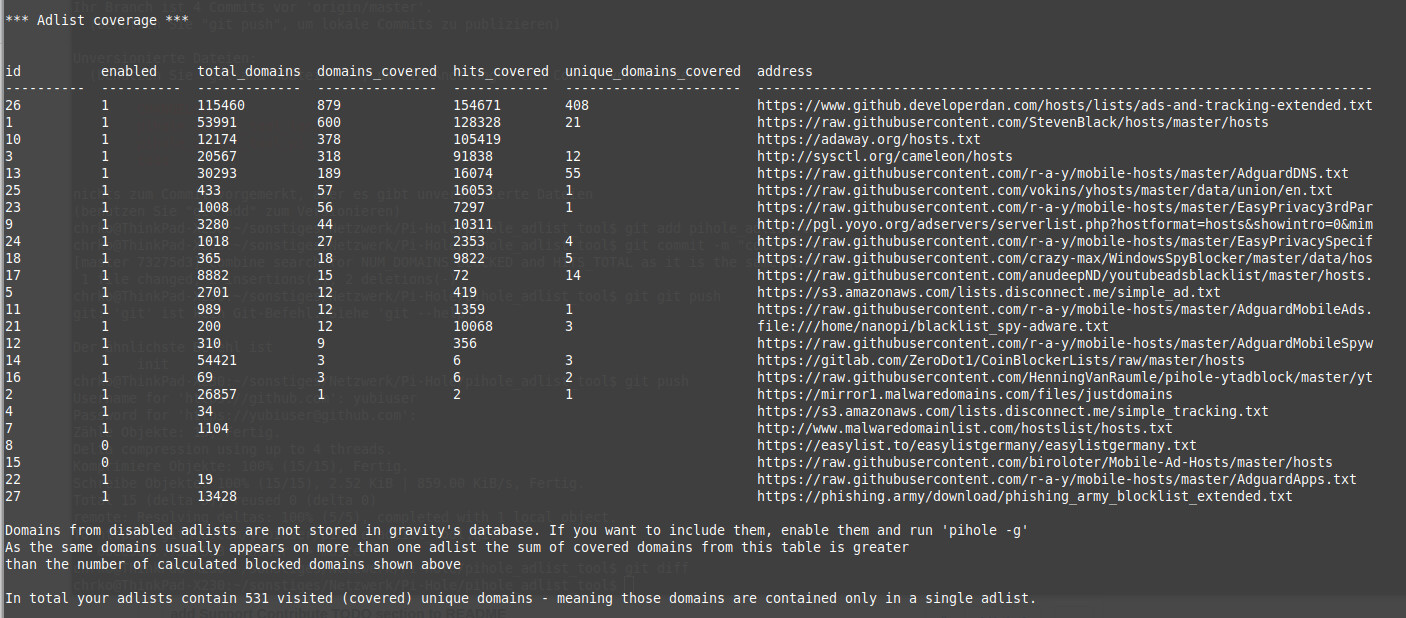 *** Adlist coverage ***
id enabled total_domains domains_covered hits_covered unique_domains_covered address
---------- ---------- ------------- --------------- ------------ ---------------------- -----------------------------------------------------------------------------
26 1 115460 879 154671 408 https://www.github.developerdan.com/hosts/lists/ads-and-tracking-extended.txt
1 1 53991 600 128328 21 https://raw.githubusercontent.com/StevenBlack/hosts/master/hosts
10 1 12174 378 105419 https://adaway.org/hosts.txt
3 1 20567 318 91838 12 http://sysctl.org/cameleon/hosts
13 1 30293 189 16074 55 https://raw.githubusercontent.com/r-a-y/mobile-hosts/master/AdguardDNS.txt
25 1 433 57 16053 1 https://raw.githubusercontent.com/vokins/yhosts/master/data/union/en.txt
23 1 1008 56 7297 1 https://raw.githubusercontent.com/r-a-y/mobile-hosts/master/EasyPrivacy3rdPar
9 1 3280 44 10311 http://pgl.yoyo.org/adservers/serverlist.php?hostformat=hosts&showintro=0&mim
24 1 1018 27 2353 4 https://raw.githubusercontent.com/r-a-y/mobile-hosts/master/EasyPrivacySpecif
18 1 365 18 9822 5 https://raw.githubusercontent.com/crazy-max/WindowsSpyBlocker/master/data/hos
17 1 8882 15 72 14 https://raw.githubusercontent.com/anudeepND/youtubeadsblacklist/master/hosts.
5 1 2701 12 419 https://s3.amazonaws.com/lists.disconnect.me/simple_ad.txt
11 1 989 12 1359 1 https://raw.githubusercontent.com/r-a-y/mobile-hosts/master/AdguardMobileAds.
21 1 200 12 10068 3 file:///home/nanopi/blacklist_spy-adware.txt
12 1 310 9 356 https://raw.githubusercontent.com/r-a-y/mobile-hosts/master/AdguardMobileSpyw
14 1 54421 3 6 3 https://gitlab.com/ZeroDot1/CoinBlockerLists/raw/master/hosts
16 1 69 3 6 2 https://raw.githubusercontent.com/HenningVanRaumle/pihole-ytadblock/master/yt
2 1 26857 1 2 1 https://mirror1.malwaredomains.com/files/justdomains
4 1 34 https://s3.amazonaws.com/lists.disconnect.me/simple_tracking.txt
7 1 1104 http://www.malwaredomainlist.com/hostslist/hosts.txt
8 0 https://easylist.to/easylistgermany/easylistgermany.txt
15 0 https://raw.githubusercontent.com/biroloter/Mobile-Ad-Hosts/master/hosts
22 1 19 https://raw.githubusercontent.com/r-a-y/mobile-hosts/master/AdguardApps.txt
27 1 13428 https://phishing.army/download/phishing_army_blocklist_extended.txt
Domains from disabled adlists are not stored in gravity's database. If you want to include them, enable them and run 'pihole -g'
As the same domains usually appears on more than one adlist the sum of covered domains from this table is greater
than the number of calculated blocked domains shown above
In total your adlists contain 531 visited (covered) unique domains - meaning those domains are contained only in a single adlist.